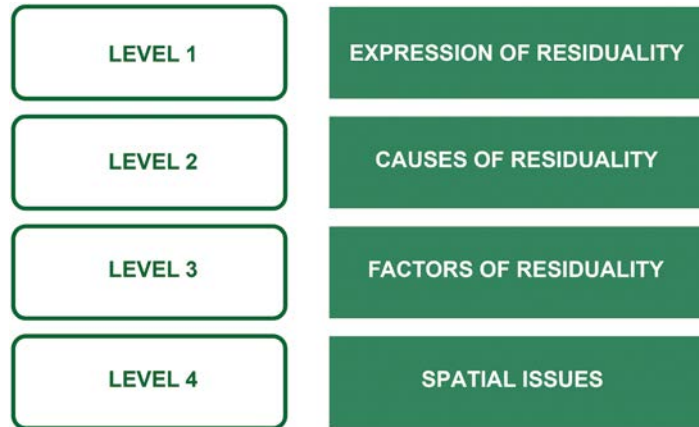 LEVEL 1
EXPRESSION OF RESIDUALITY
LEVEL 2
CAUSES OF RESIDUALITY
LEVEL 3
FACTORS OF RESIDUALITY
LEVEL 4
SPATIAL ISSUES